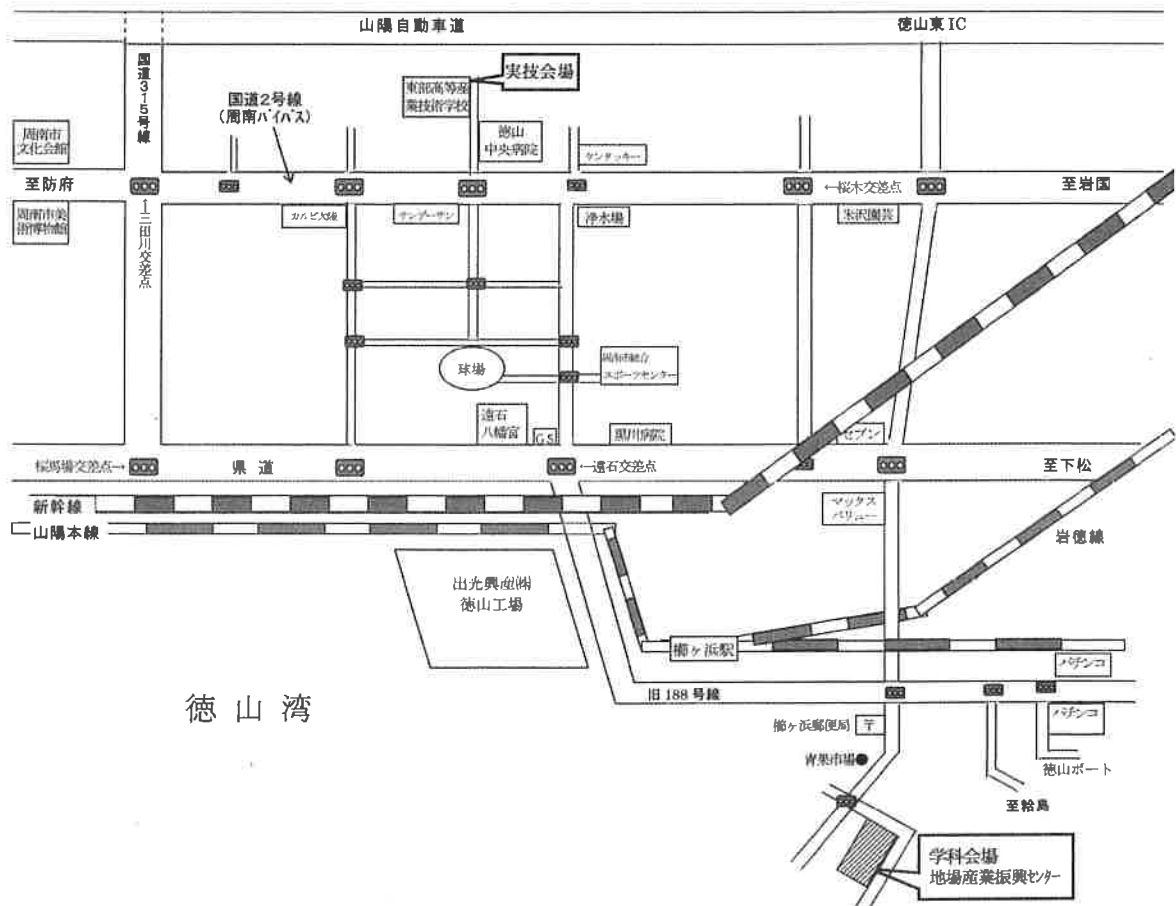 山陽自動車道
徳山東IC
国道315号線
国道2号線
(周南バイパス)
実技会場
東部高等産
業技術学校
徳山
中央病院
ケンタッキー
周南市
文化会館
至防府
←桜木交差点
至岩国
周南市美
術博物館
←三田川交差点
カルビ大陸
サンプーサン
浄水場
米沢園芸
球場
周南市総合
スポーツセンター
遠石
八幡宮
G.S
黒川病院
セブン
桜馬場交差点→
県道
←遠石交差点
至下松
新幹線
マックス
バリュー
山陽本線
岩徳線
出光興産㈱
徳山工場
櫛ヶ浜駅
パチンコ
旧188号線
徳山湾
櫛ヶ浜郵便局
〒
パチンコ
青果市場●
徳山ボート
至粭島
学科会場
地場産業振興センター